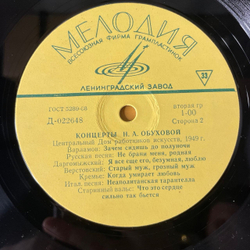 МЕЛОДИЯ
ВСЕСОЮЗНАЯ ФИРМА ГРАМПЛАСТИНОК
33
ЛЕНИНГРАДСКИЙ ЗАВОД
ГОСТ 5289-68
вторая гр.
Д—022648
1-00
Сторона 2
КОНЦЕРТЫ Н. А. ОБУХОВОЙ
Центральный Дом работников искусств, 1949 г.
Варламов: Зачем сидишь до полуночи
Русская песня: Не брани меня, родная
Даргомыжский: Я все еще его, безумная, люблю
Верстовский: Старый муж, грозный муж
Кремье: Когда умирает любовь
Итал. песня: Неаполитанская тарантелла
Старинный вальс: Что это сердце
сильно так бьется